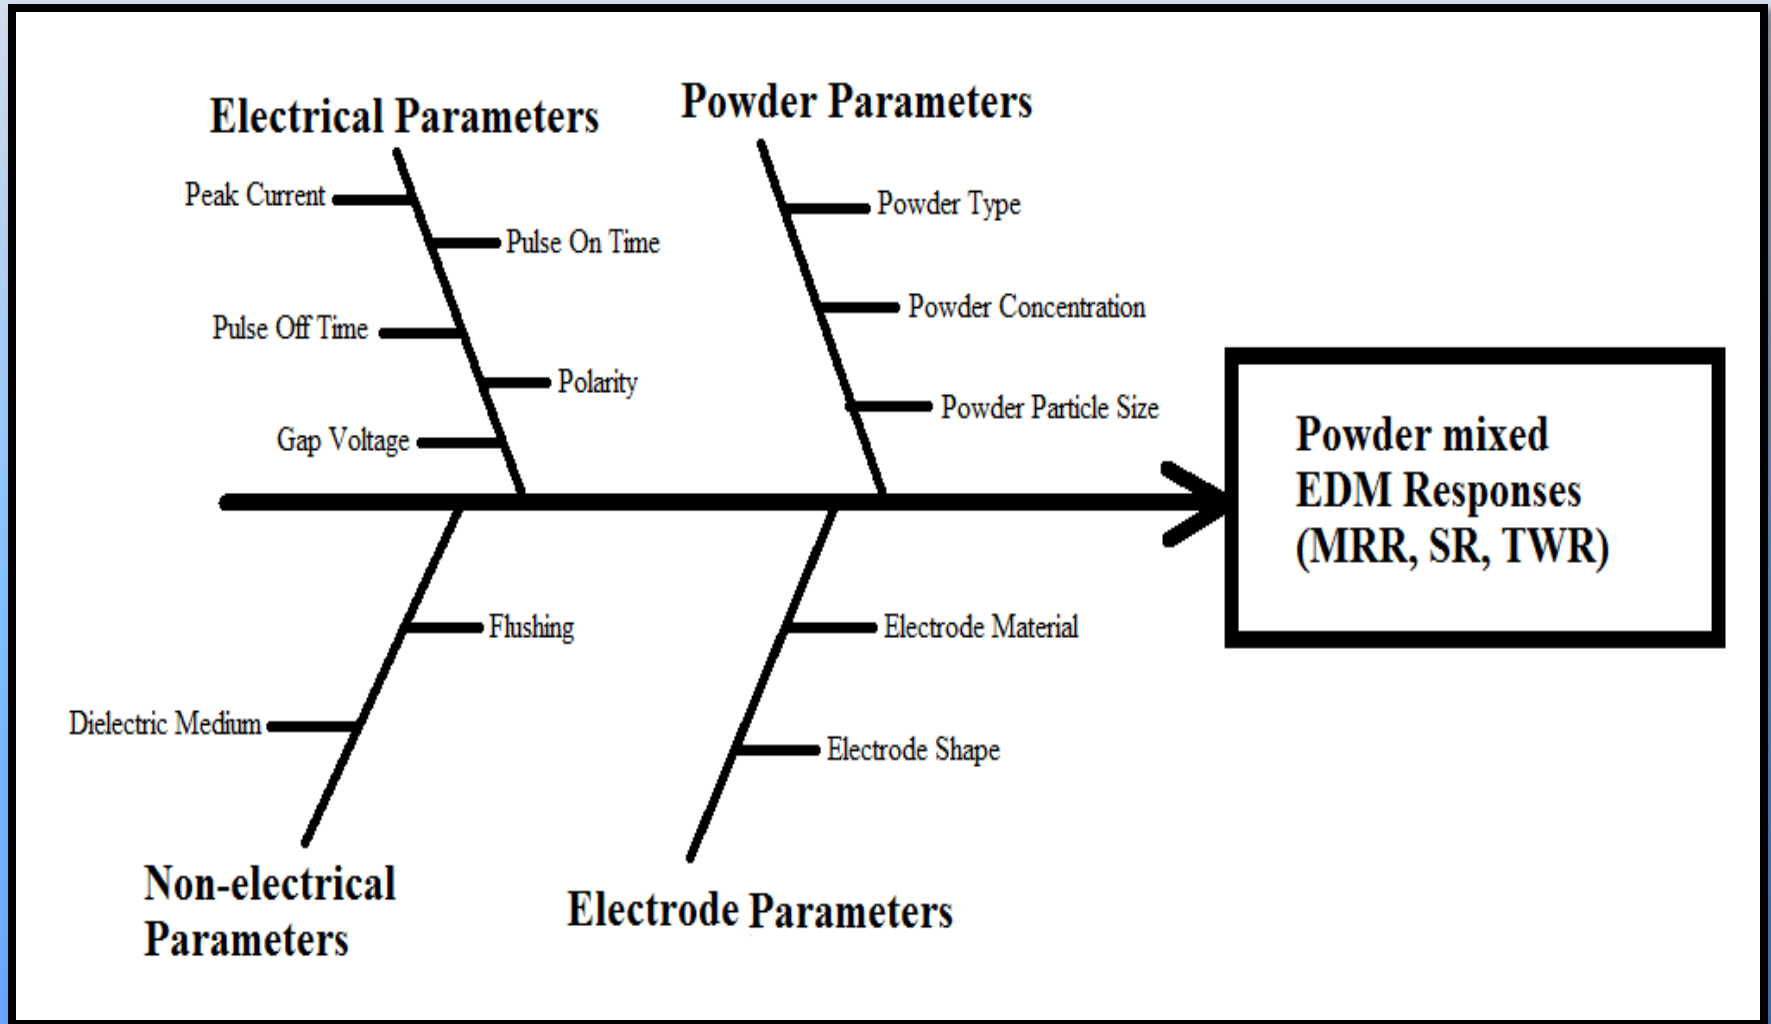 Electrical Parameters
Powder Parameters
Peak Current
Pulse On Time
Pulse Off Time
Polarity
Gap Voltage
Powder Type
Powder Concentration
Powder Particle Size
Powder mixed
EDM Responses
(MRR, SR, TWR)
Flushing
Dielectric Medium
Electrode Material
Electrode Shape
Non-electrical
Parameters
Electrode Parameters